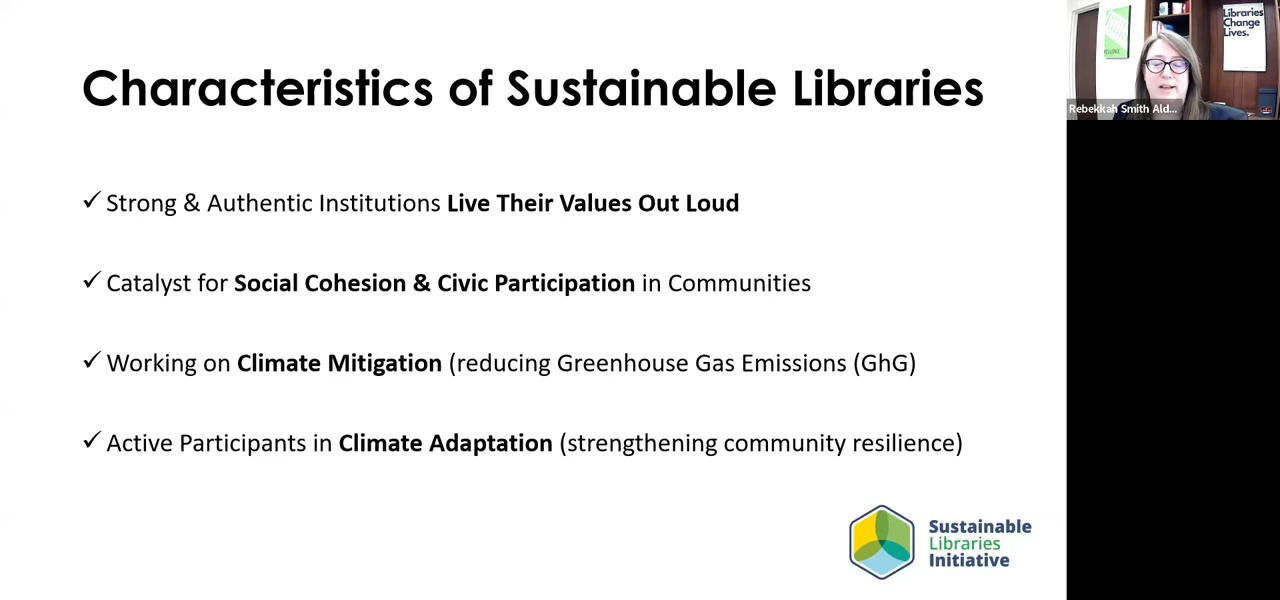 Characteristics of Sustainable Libraries
✓ Strong & Authentic Institutions Live Their Values Out Loud
✓ Catalyst for Social Cohesion & Civic Participation in Communities
✓ Working on Climate Mitigation (reducing Greenhouse Gas Emissions (GhG)
✓ Active Participants in Climate Adaptation (strengthening community resilience)
Sustainable
Libraries
Initiative
Libraries
Change
Lives.
Rebekkah Smith Ald...